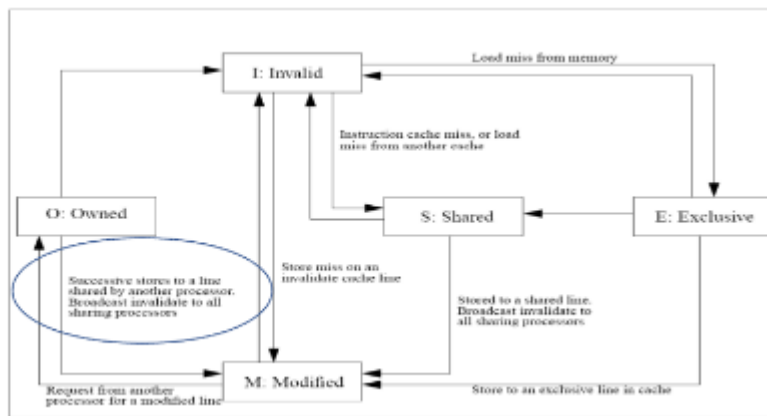 I: Invalid
Load miss from memory
Instruction cache miss, or load
miss from another cache
O: Owned
S: Shared
E: Exclusive
Successive stores to a line
shared by another processor.
Broadcast invalidate to all
sharing processors
Store miss on an
invalidate cache line
Stored to a shared line.
Broadcast invalidate to
all sharing processors
M: Modified
Request from another
processor for a modified line
Store to an exclusive line in cache